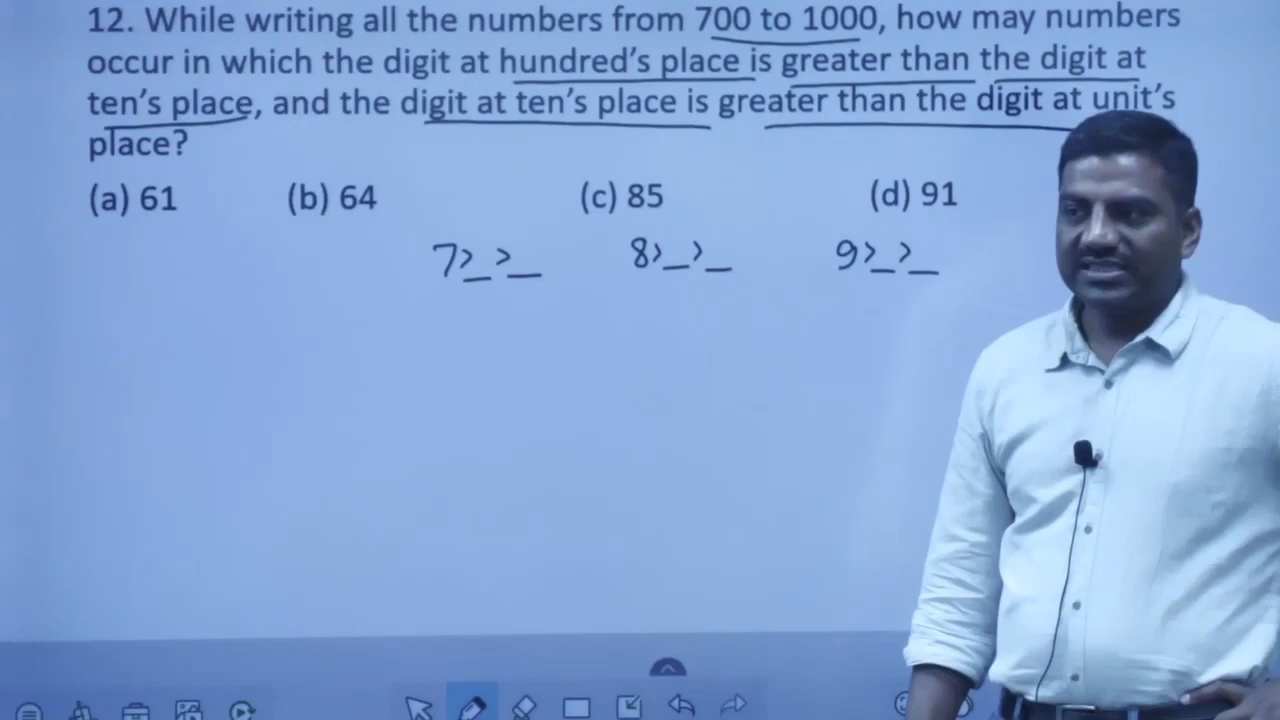 12. While writing all the numbers from 700 to 1000, how may numbers
occur in which the digit at hundred's place is greater than the digit at
ten's place, and the digit at ten's place is greater than the digit at unit's
place?
(a) 61 (b) 64 (c) 85 (d) 91
7>_>_ 8>_>_ 9>_>_